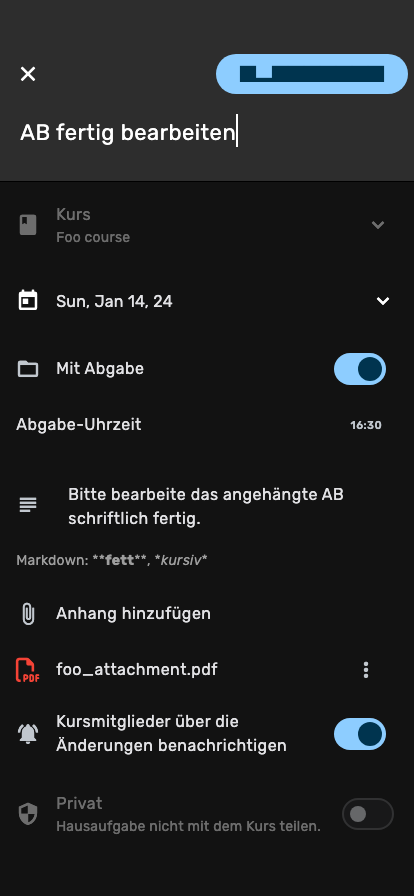 AB fertig bearbeiten
Kurs
Foo course
Sun, Jan 14, 24
Mit Abgabe
Abgabe-Uhrzeit 16:30
Bitte bearbeite das angehängte AB
schriftlich fertig.
Markdown: **fett**, *kursiv*
Anhang hinzufügen
PDF foo_attachment.pdf
Kursmitglieder über die
Änderungen benachrichtigen
Privat
Hausaufgabe nicht mit dem Kurs teilen.